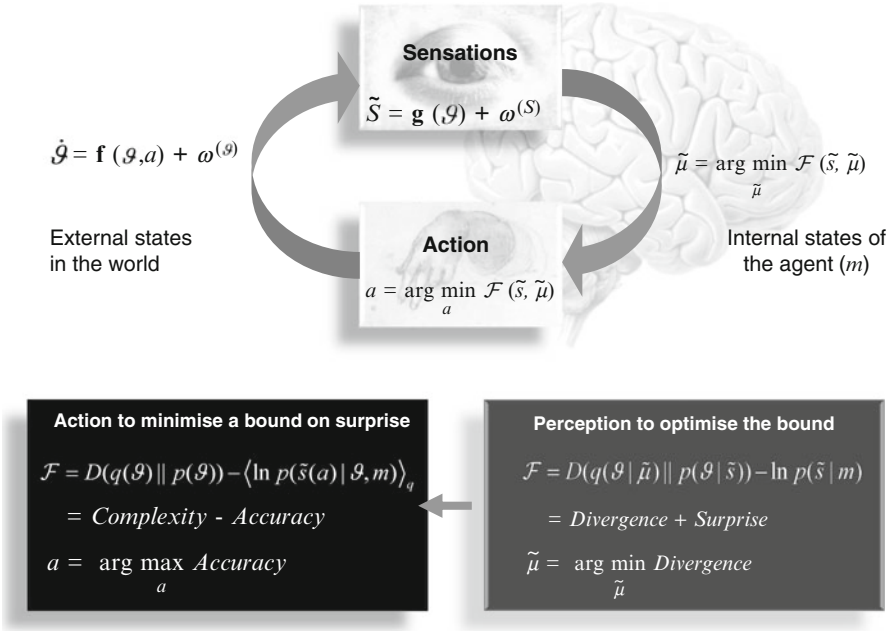 Sensations
S̃ = g (ϑ) + ω⁽ˢ⁾
ϑ̇ = f (ϑ,a) + ω⁽ᶿ⁾
External states
in the world
μ̃ = arg min ℱ (s̃, μ̃)
μ̃
Internal states of
the agent (m)
Action
a = arg min ℱ (s̃, μ̃)
a
Action to minimise a bound on surprise
ℱ = D(q(ϑ) || p(ϑ)) – ⟨ln p(s̃(a) | ϑ, m)⟩q
= Complexity - Accuracy
a = arg max Accuracy
a
Perception to optimise the bound
ℱ = D(q(ϑ | μ̃) || p(ϑ | s̃)) – ln p(s̃ | m)
= Divergence + Surprise
μ̃ = arg min Divergence
μ̃